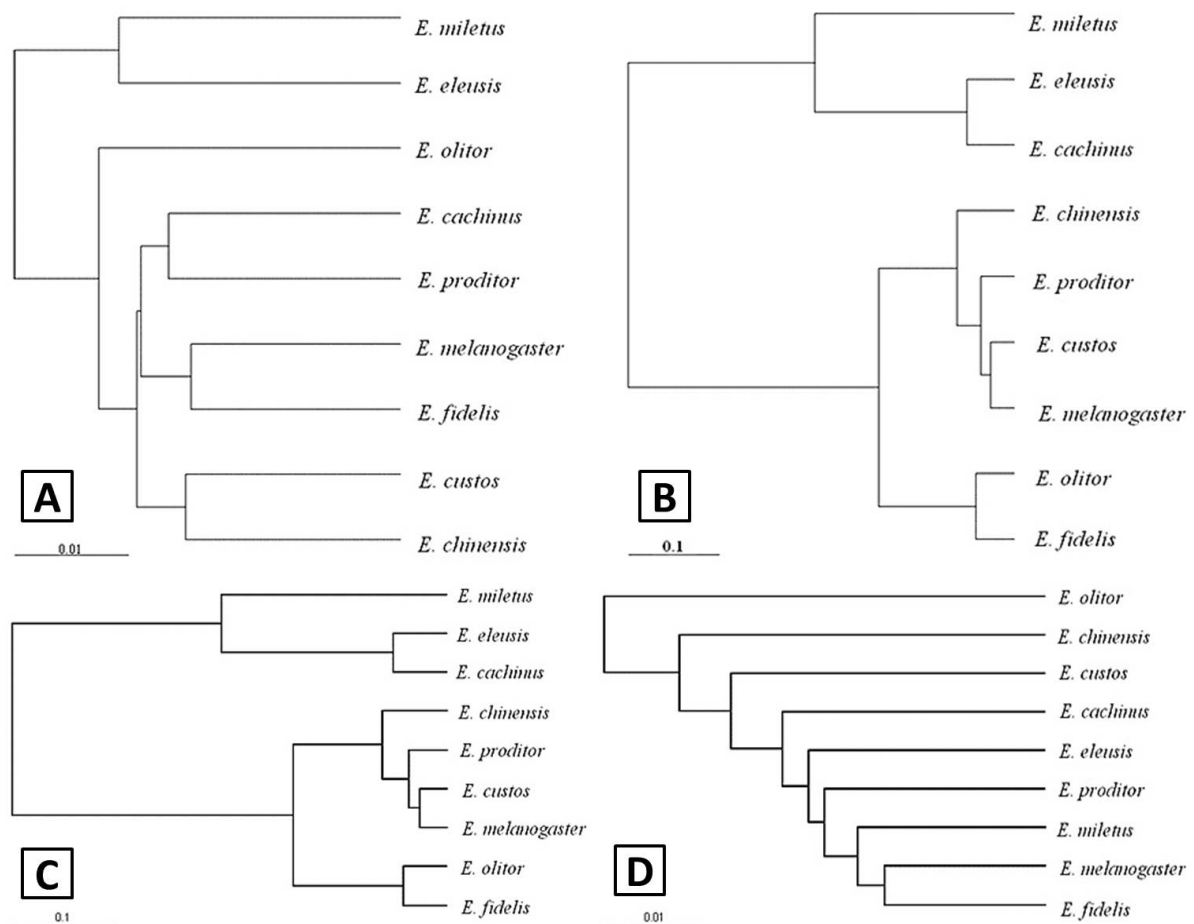 E. miletus
E. eleusis
E. olitor
E. cachinus
E. proditor
E. melanogaster
E. fidelis
E. custos
E. chinensis
A
0.01
E. miletus
E. eleusis
E. cachinus
E. chinensis
E. proditor
E. custos
E. melanogaster
E. olitor
E. fidelis
B
0.1
E. miletus
E. eleusis
E. cachinus
E. chinensis
E. proditor
E. custos
E. melanogaster
E. olitor
E. fidelis
C
0.1
E. olitor
E. chinensis
E. custos
E. cachinus
E. eleusis
E. proditor
E. miletus
E. melanogaster
E. fidelis
D
0.01